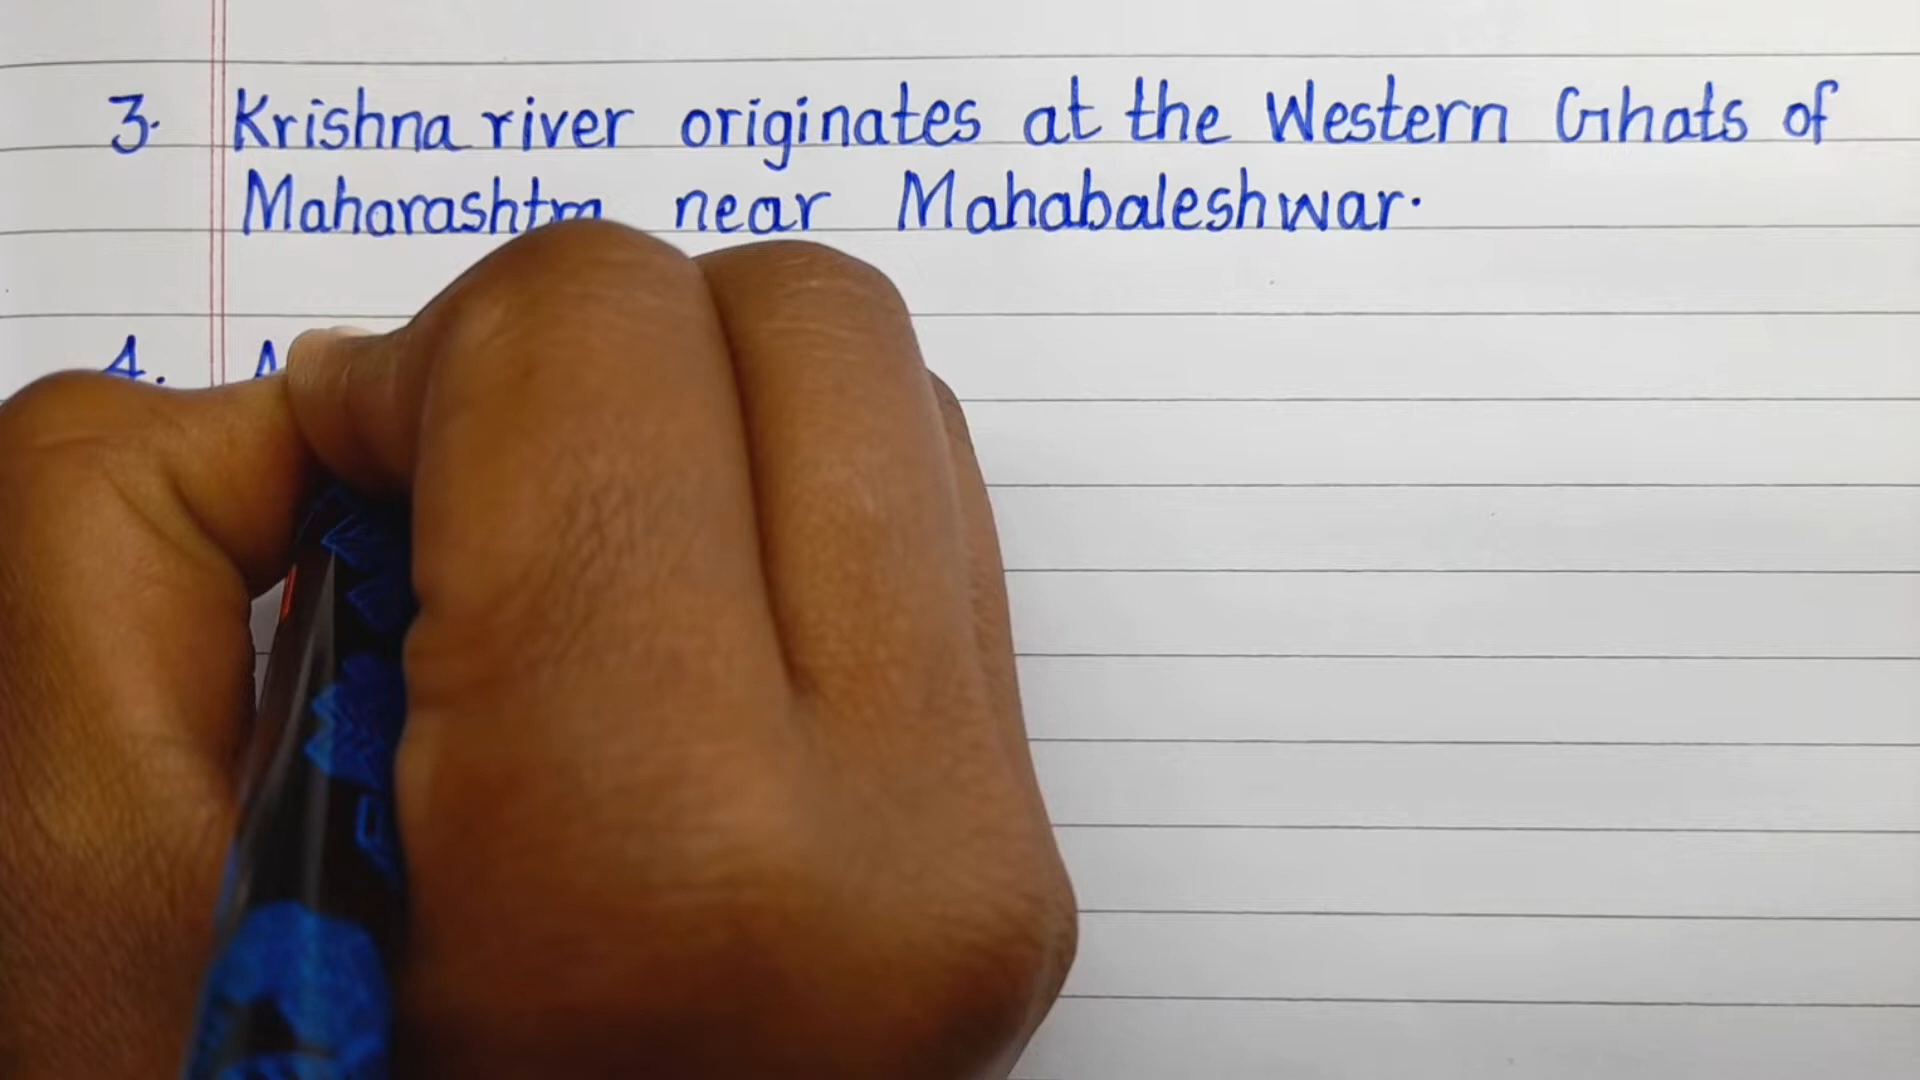 3. Krishna river originates at the Western Ghats of
Maharashtra near Mahabaleshwar.
4.